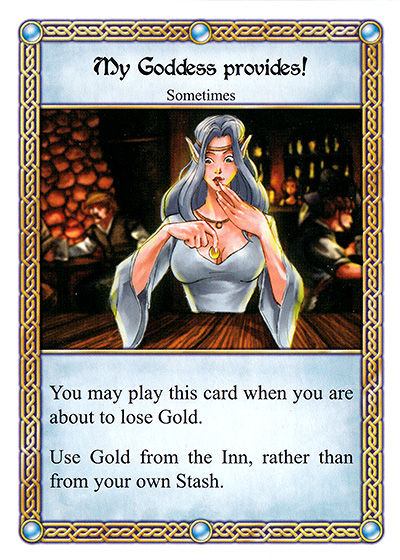 My Goddess provides!
Sometimes
You may play this card when you are
about to lose Gold.
Use Gold from the Inn, rather than
from your own Stash.